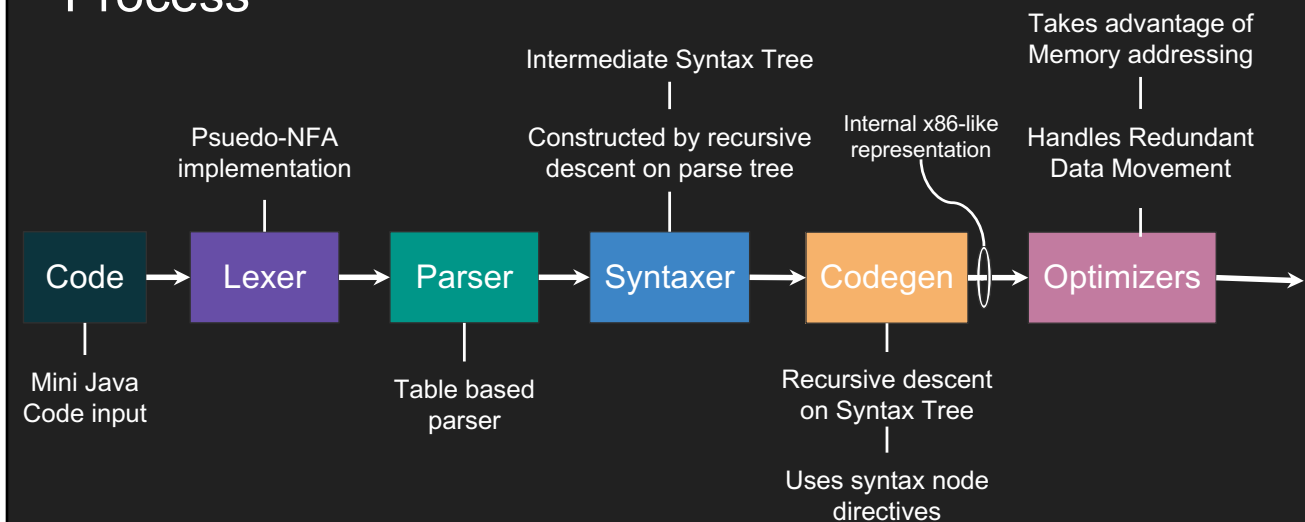 Process
Takes advantage of
Memory addressing
Intermediate Syntax Tree
Psuedo-NFA
implementation
Constructed by recursive
descent on parse tree
Internal x86-like
representation
Handles Redundant
Data Movement
Code
Lexer
Parser
Syntaxer
Codegen
Optimizers
Mini Java
Code input
Table based
parser
Recursive descent
on Syntax Tree
Uses syntax node
directives